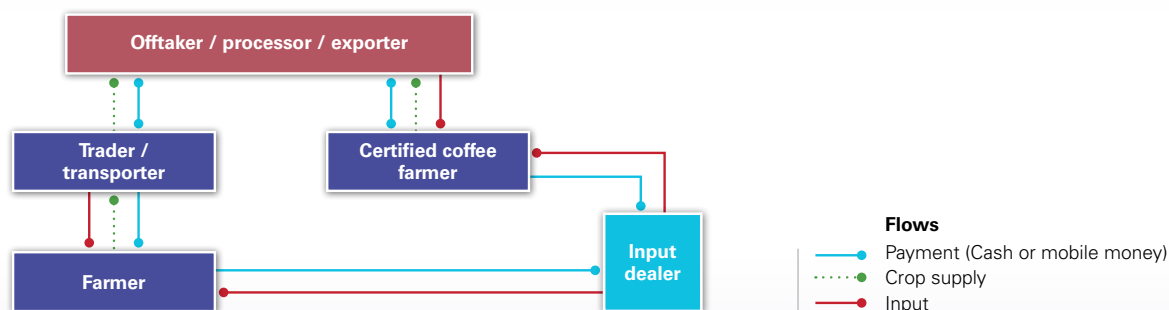 Offtaker / processor / exporter
Trader /
transporter
Certified coffee
farmer
Farmer
Input
dealer
Flows
Payment (Cash or mobile money)
Crop supply
Input